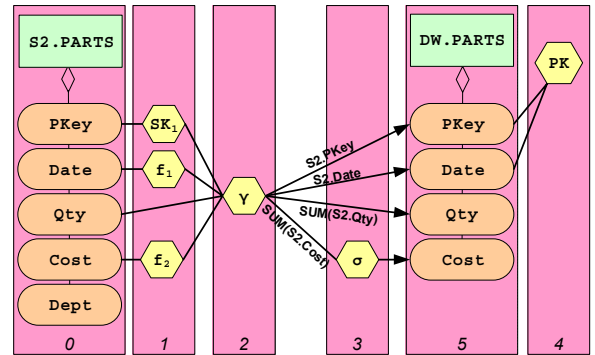 S2.PARTS
DW.PARTS
PK
PKey
SK1
S2.PKey
PKey
Date
f1
S2.Date
Date
Qty
γ
SUM(S2.Qty)
Qty
Cost
f2
SUM(S2.Cost)
σ
Cost
Dept
0
1
2
3
5
4